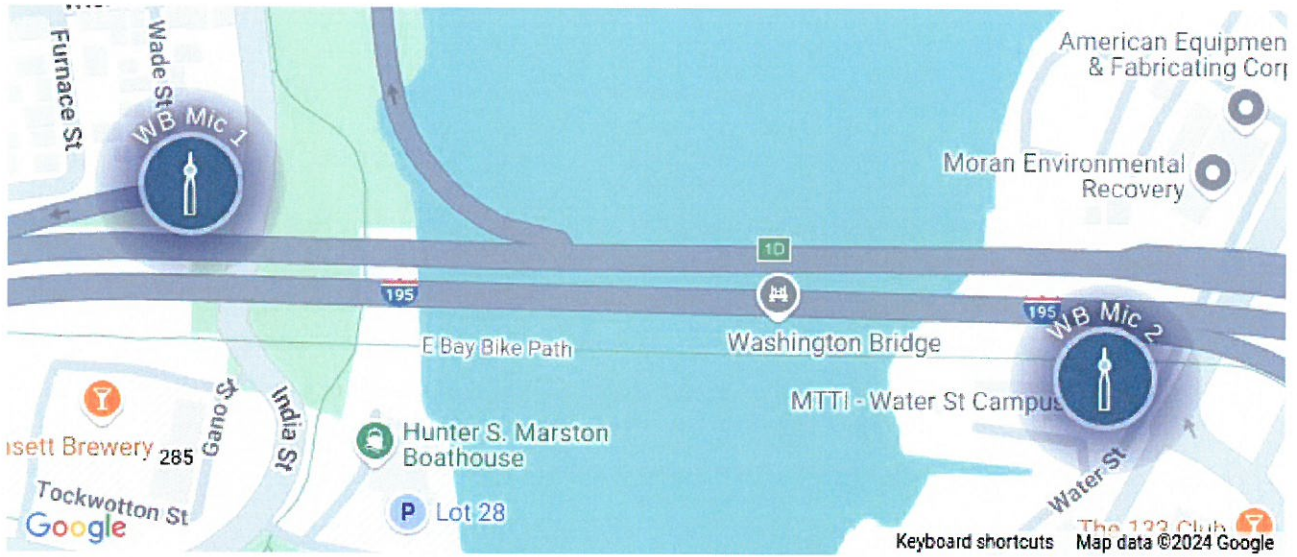 Furnace St
Wade St
WB Mic 1
American Equipmen
& Fabricating Corp
Moran Environmental
Recovery
1D
195
195
WB Mic 2
E Bay Bike Path
Washington Bridge
MTTI - Water St Campus
sett Brewery
285
Gano St
India St
Hunter S. Marston
Boathouse
Water St
Tockwotton St
Google
P Lot 28
The 133 Club
Keyboard shortcuts Map data ©2024 Google